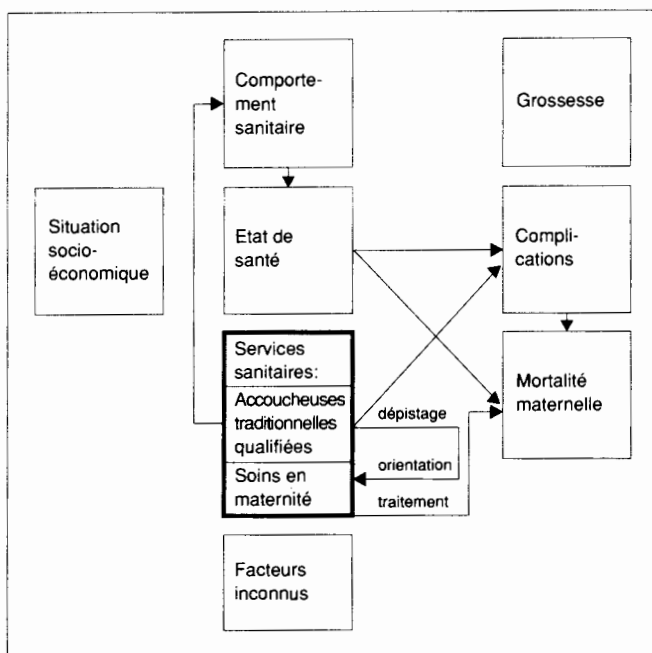 Comporte-
ment
sanitaire
Grossesse
Situation
socio-
économique
Etat de
santé
Compli-
cations
Services
sanitaires:
Accoucheuses
traditionnelles
qualifiées
Soins en
maternité
dépistage
orientation
traitement
Mortalité
maternelle
Facteurs
inconnus